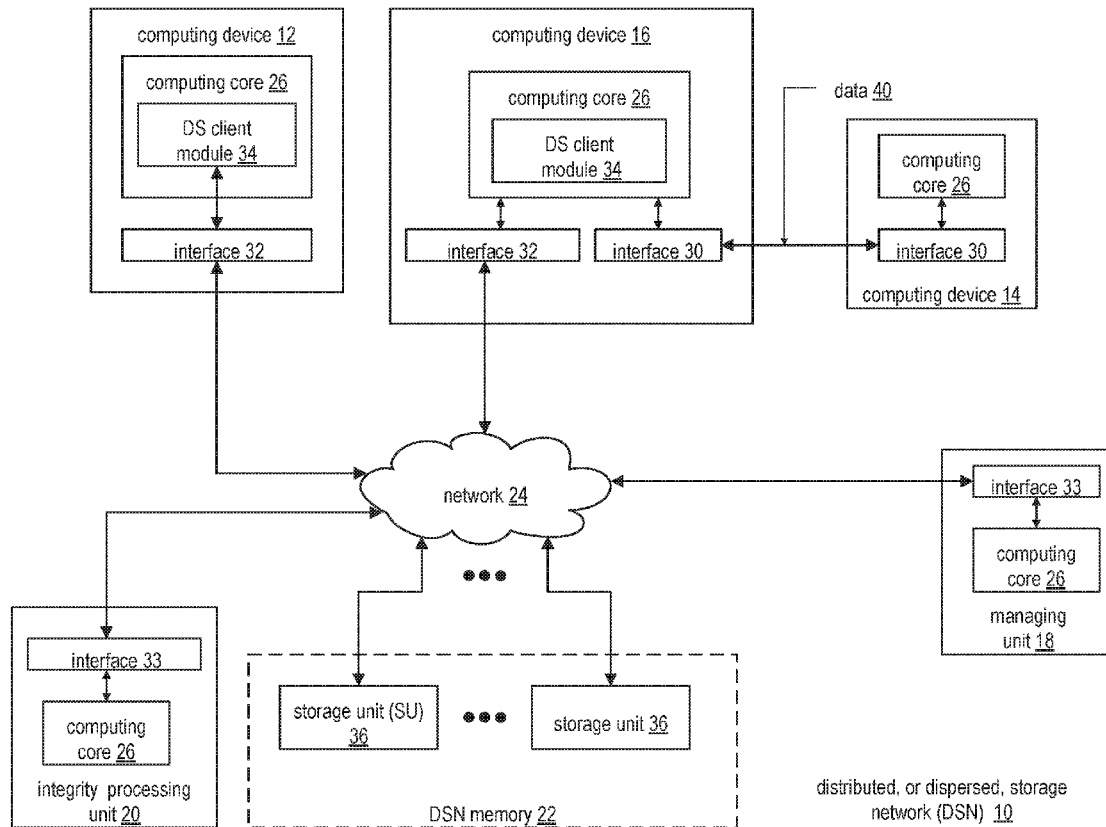 computing device 12
computing core 26
DS client
module 34
interface 32
computing device 16
computing core 26
DS client
module 34
interface 32
interface 30
data 40
computing
core 26
interface 30
computing device 14
network 24
interface 33
computing
core 26
managing
unit 18
interface 33
computing
core 26
integrity processing
unit 20
storage unit (SU)
36
storage unit 36
DSN memory 22
distributed, or dispersed, storage
network (DSN) 10